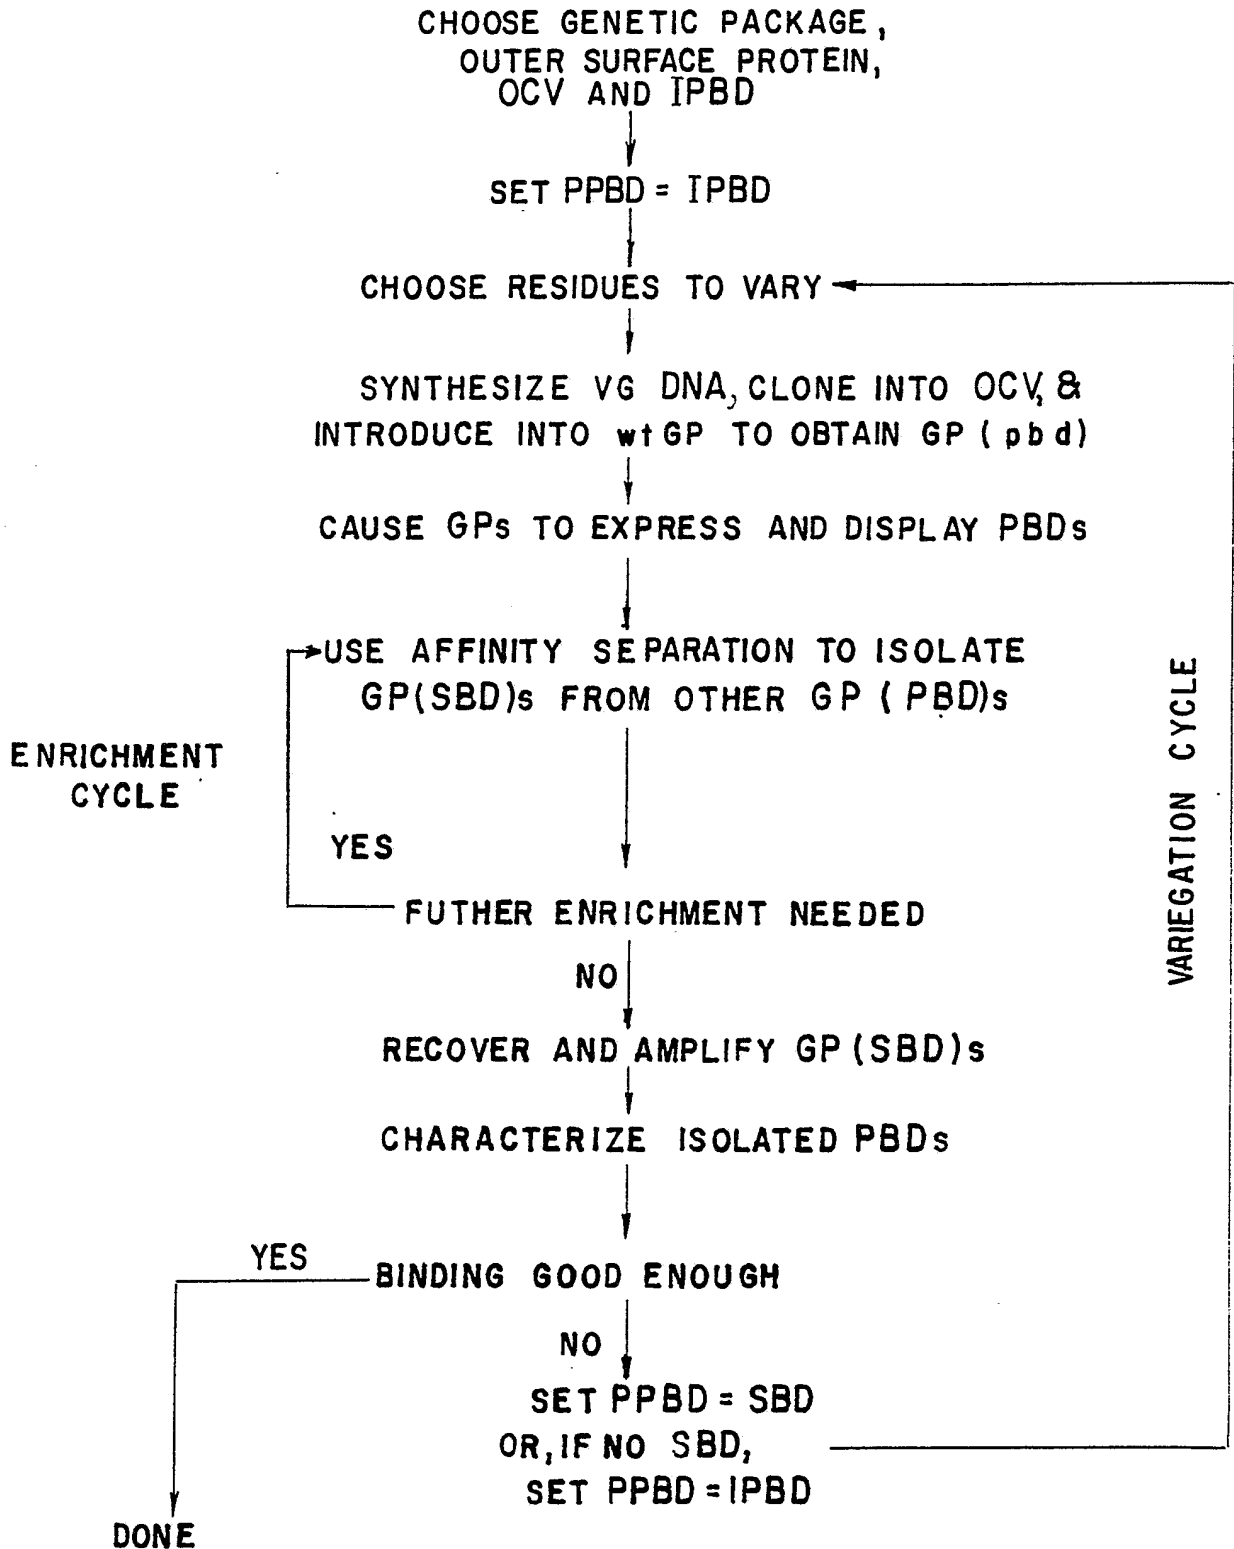 CHOOSE GENETIC PACKAGE,
OUTER SURFACE PROTEIN,
OCV AND IPBD
SET PPBD = IPBD
CHOOSE RESIDUES TO VARY
SYNTHESIZE VG DNA, CLONE INTO OCV, &
INTRODUCE INTO wtGP TO OBTAIN GP (pbd)
CAUSE GPs TO EXPRESS AND DISPLAY PBDs
USE AFFINITY SEPARATION TO ISOLATE
GP(SBD)s FROM OTHER GP (PBD)s
ENRICHMENT
CYCLE
VARIEGATION CYCLE
YES
FUTHER ENRICHMENT NEEDED
NO
RECOVER AND AMPLIFY GP (SBD)s
CHARACTERIZE ISOLATED PBDs
YES
BINDING GOOD ENOUGH
NO
SET PPBD = SBD
OR, IF NO SBD,
SET PPBD = IPBD
DONE